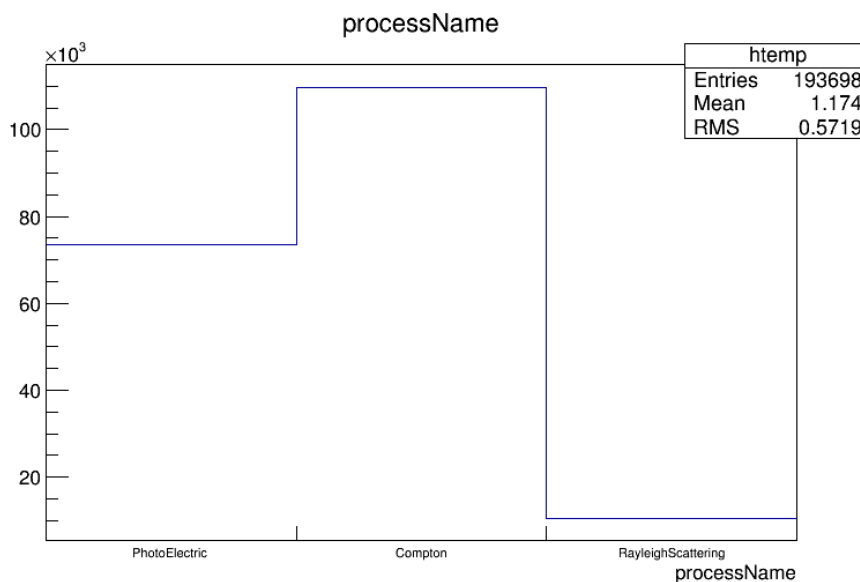 processName
×10³
htemp
Entries 193698
Mean 1.174
RMS 0.5719
100
80
60
40
20
PhotoElectric Compton RayleighScattering
processName